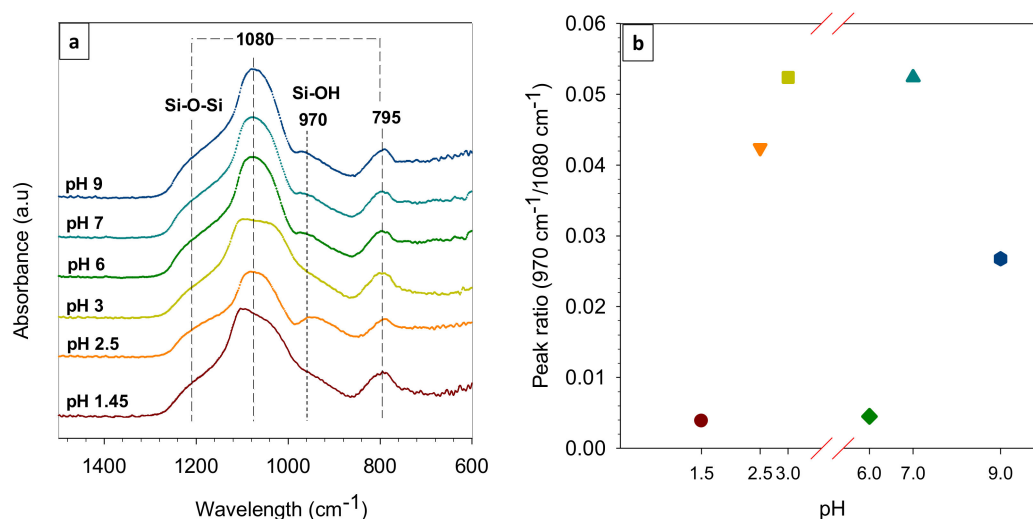 a
1080
Si-O-Si
Si-OH
970
795
pH 9
pH 7
pH 6
pH 3
pH 2.5
pH 1.45
Absorbance (a.u)
1400 1200 1000 800 600
Wavelength (cm⁻¹)
b
0.06
0.05
0.04
0.03
0.02
0.01
0.00
Peak ratio (970 cm⁻¹/1080 cm⁻¹)
1.5 2.5 3.0 6.0 7.0 9.0
pH